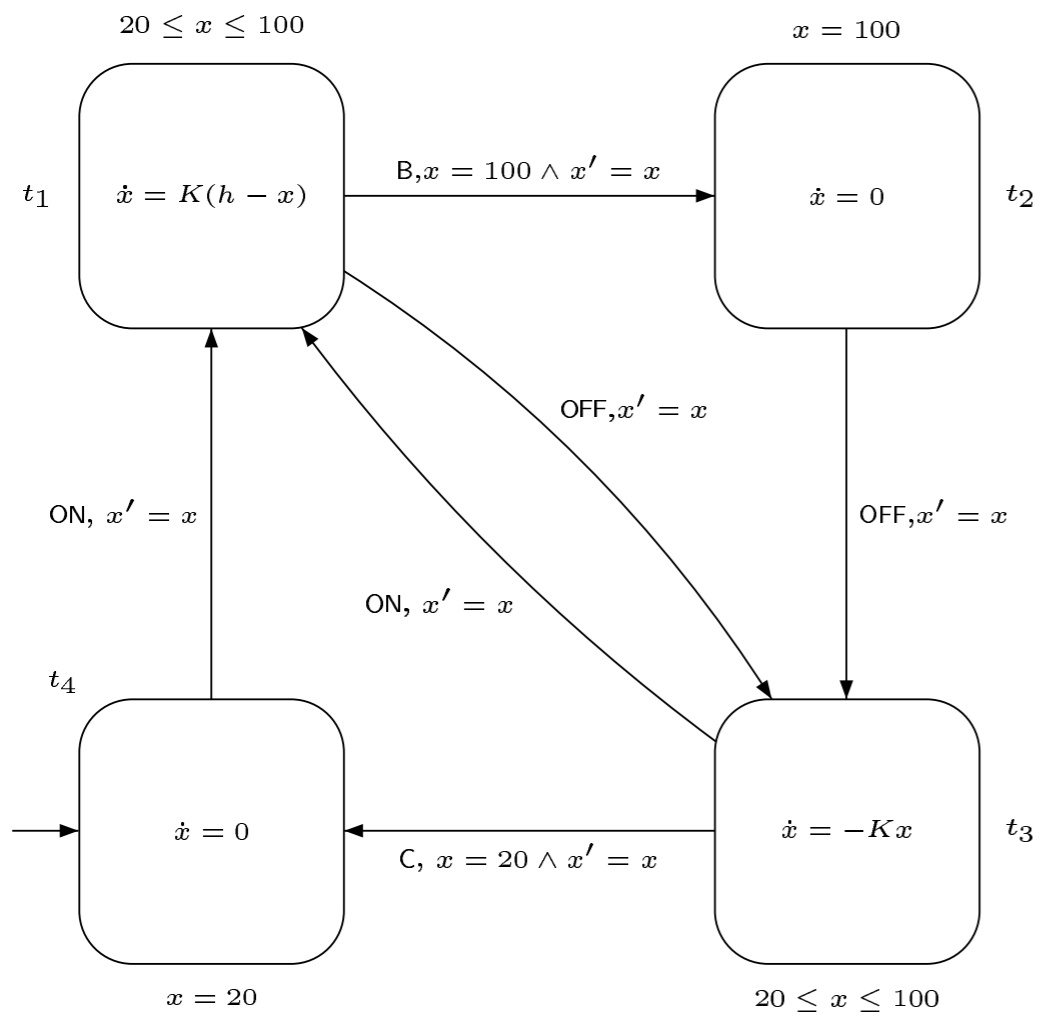 20 ≤ x ≤ 100
x = 100
t₁
ẋ = K(h − x)
B,x = 100 ∧ x′ = x
ẋ = 0
t₂
OFF,x′ = x
ON, x′ = x
OFF,x′ = x
ON, x′ = x
t₄
ẋ = 0
C, x = 20 ∧ x′ = x
ẋ = −Kx
t₃
x = 20
20 ≤ x ≤ 100